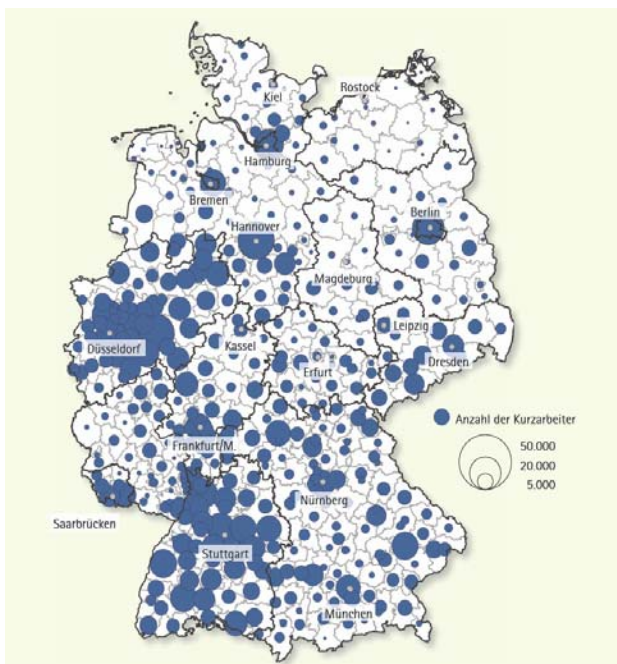 Kiel
Rostock
Hamburg
Bremen
Berlin
Hannover
Magdeburg
Leipzig
Düsseldorf
Kassel
Dresden
Erfurt
Anzahl der Kurzarbeiter
50.000
20.000
5.000
Frankfurt/M.
Nürnberg
Saarbrücken
Stuttgart
München